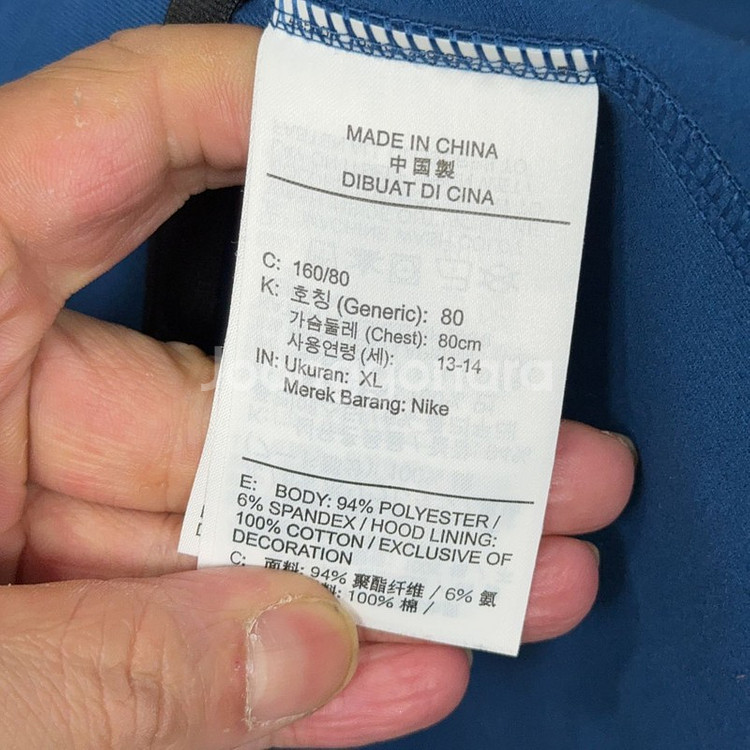 MADE IN CHINA
中国製
DIBUAT DI CINA
C: 160/80
K: 호칭 (Generic): 80
가슴둘레 (Chest): 80cm
사용연령 (세): 13-14
IN: Ukuran: XL
Merek Barang: Nike
E: BODY: 94% POLYESTER /
6% SPANDEX / HOOD LINING:
100% COTTON / EXCLUSIVE OF
DECORATION
C: 面料: 94% 聚酯纤维 / 6% 氨
料: 100% 棉 /